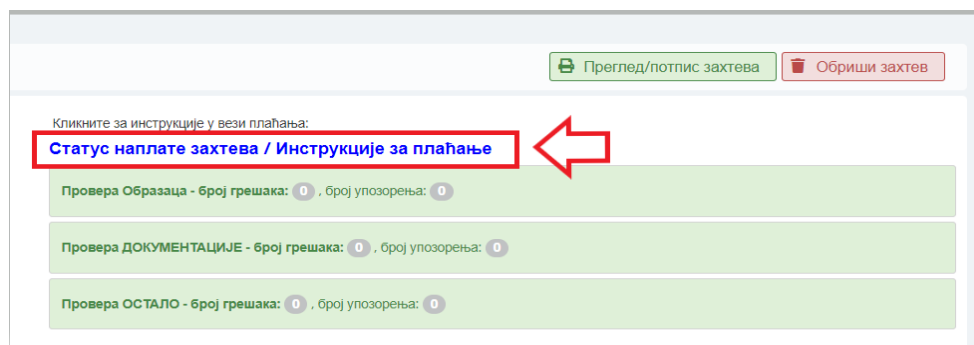 Преглед/потпис захтева Обриши захтев
Кликните за инструкције у вези плаћања:
Статус наплате захтева / Инструкције за плаћање
Провера Образаца - број грешака: 0 , број упозорења: 0
Провера ДОКУМЕНТАЦИЈЕ - број грешака: 0 , број упозорења: 0
Провера ОСТАЛО - број грешака: 0 , број упозорења: 0